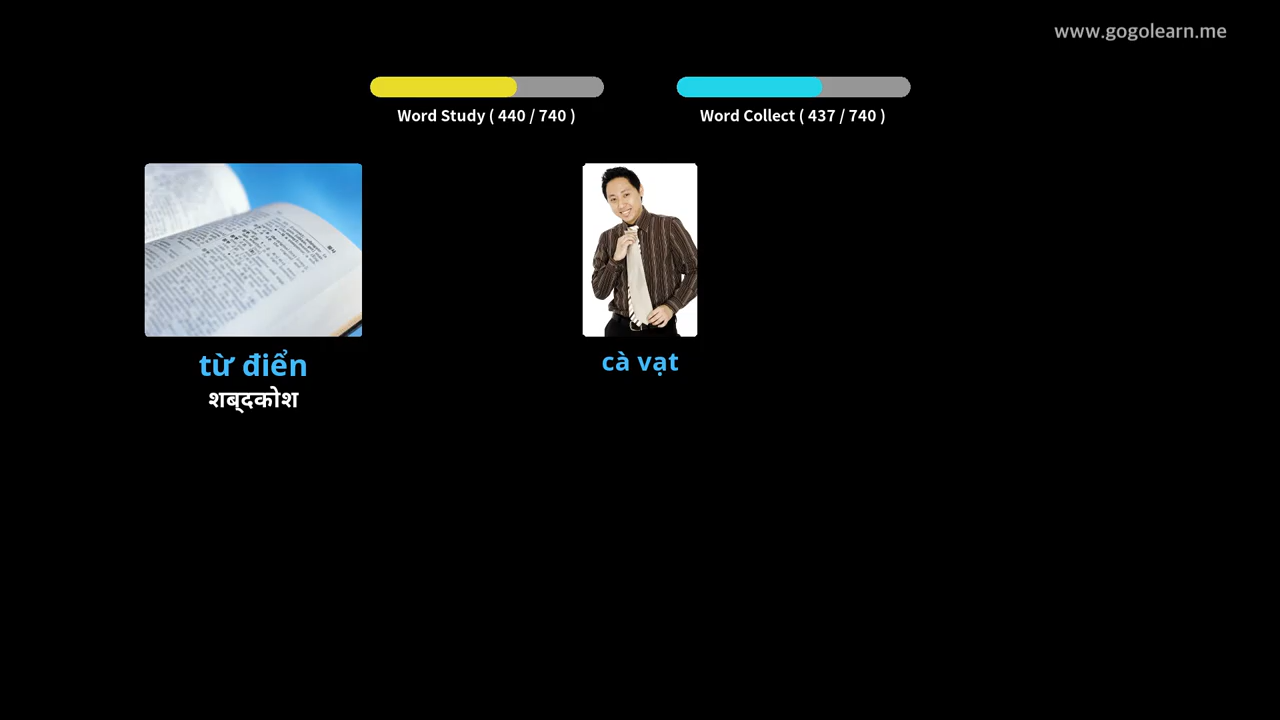 www.gogolearn.me
Word Study ( 440 / 740 )
Word Collect ( 437 / 740 )
từ điển
शब्दकोश
cà vạt